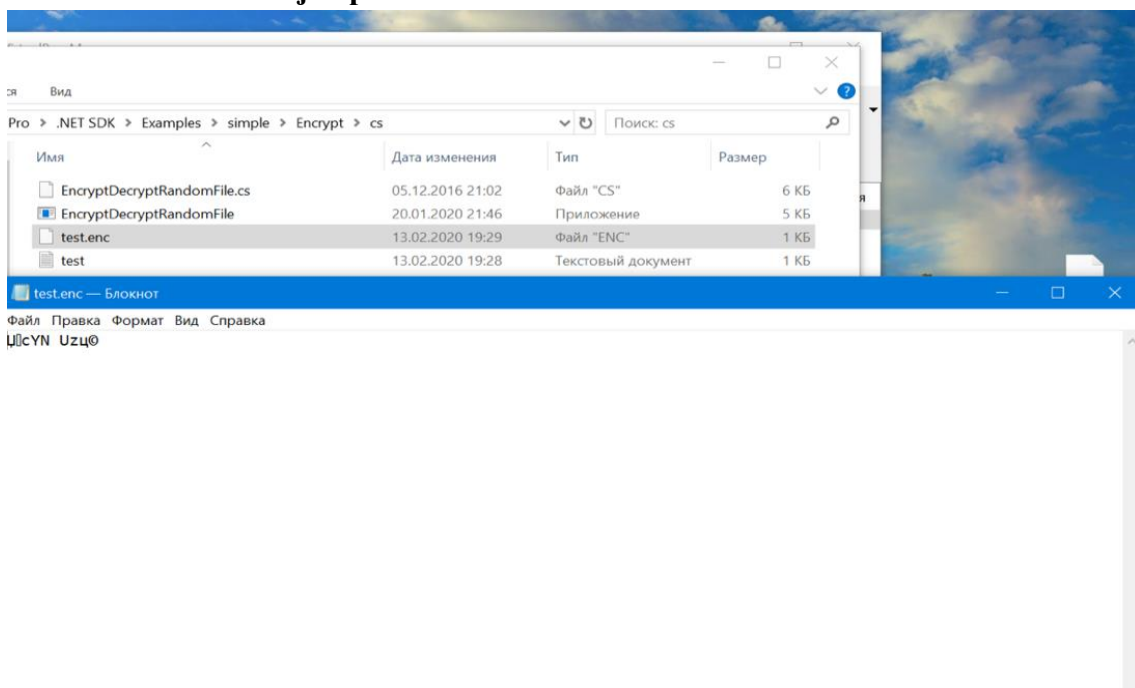 ся Вид
Pro > .NET SDK > Examples > simple > Encrypt > cs Поиск: cs
Имя Дата изменения Тип Размер
EncryptDecryptRandomFile.cs 05.12.2016 21:02 Файл "CS" 6 КБ
EncryptDecryptRandomFile 20.01.2020 21:46 Приложение 5 КБ
test.enc 13.02.2020 19:29 Файл "ENC" 1 КБ
test 13.02.2020 19:28 Текстовый документ 1 КБ
я
test.enc — Блокнот
Файл Правка Формат Вид Справка
Uzц©